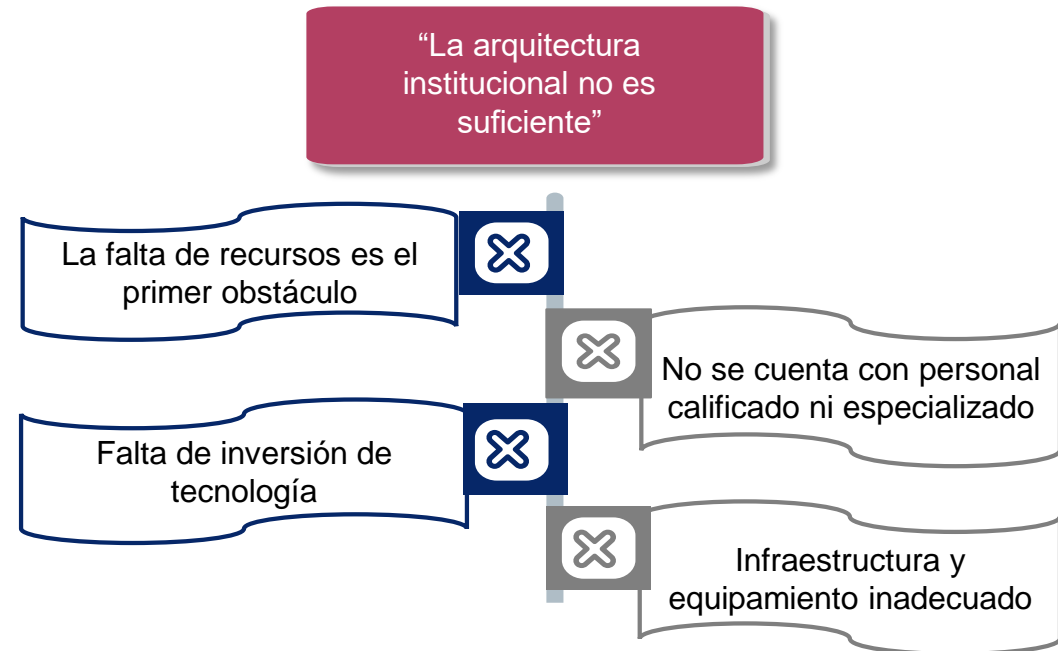 “La arquitectura
institucional no es
suficiente”
La falta de recursos es el
primer obstáculo
No se cuenta con personal
calificado ni especializado
Falta de inversión de
tecnología
Infraestructura y
equipamiento inadecuado